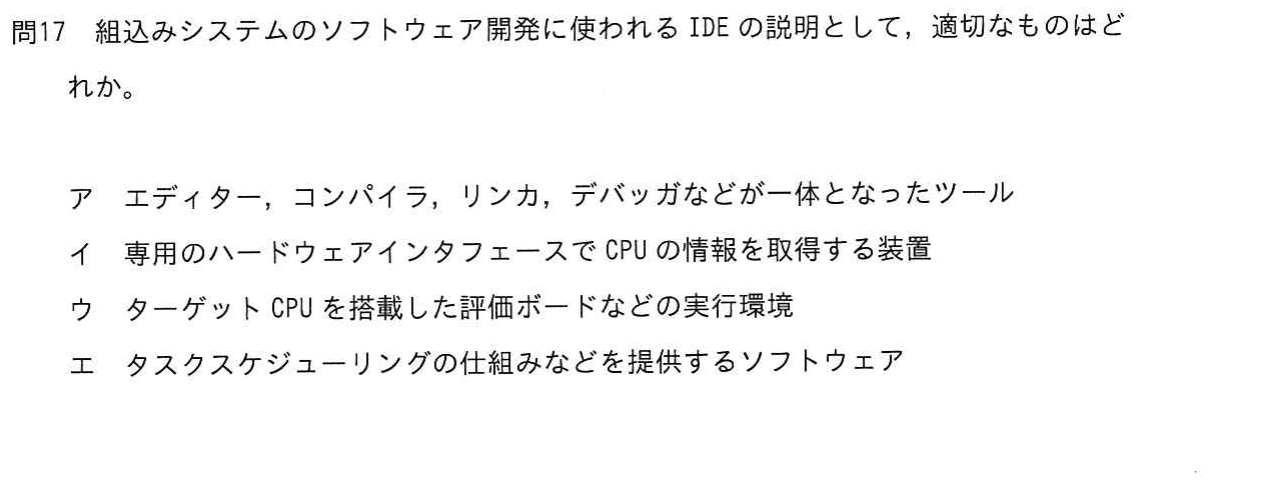 問17 組込みシステムのソフトウェア開発に使われる IDE の説明として，適切なものはど
れか。
ア エディター，コンパイラ，リンカ，デバッガなどが一体となったツール
イ 専用のハードウェアインタフェースで CPU の情報を取得する装置
ウ ターゲット CPU を搭載した評価ボードなどの実行環境
エ タスクスケジューリングの仕組みなどを提供するソフトウェア